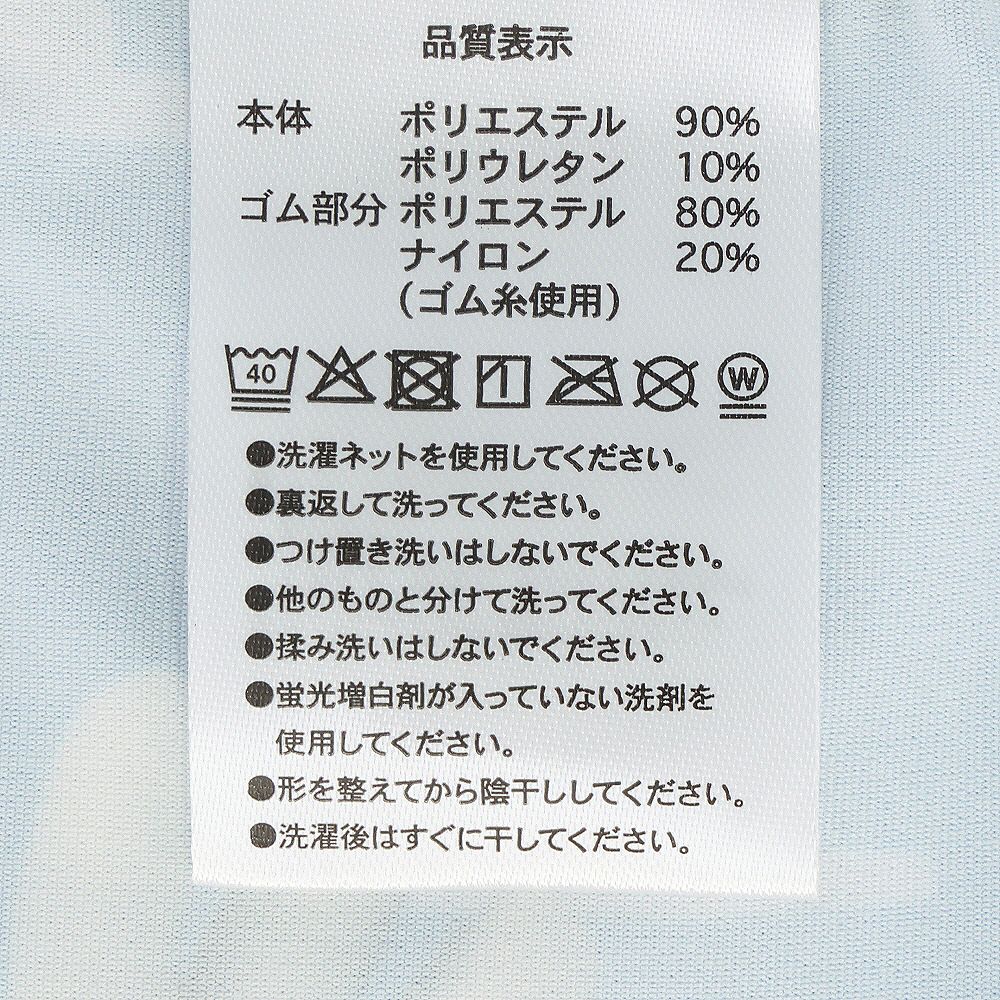 品質表示
本体 ポリエステル 90%
ポリウレタン 10%
ゴム部分 ポリエステル 80%
ナイロン 20%
(ゴム糸使用)
40 W
●洗濯ネットを使用してください。
●裏返して洗ってください。
●つけ置き洗いはしないでください。
●他のものと分けて洗ってください。
●揉み洗いはしないでください。
●蛍光増白剤が入っていない洗剤を
使用してください。
●形を整えてから陰干ししてください。
●洗濯後はすぐに干してください。